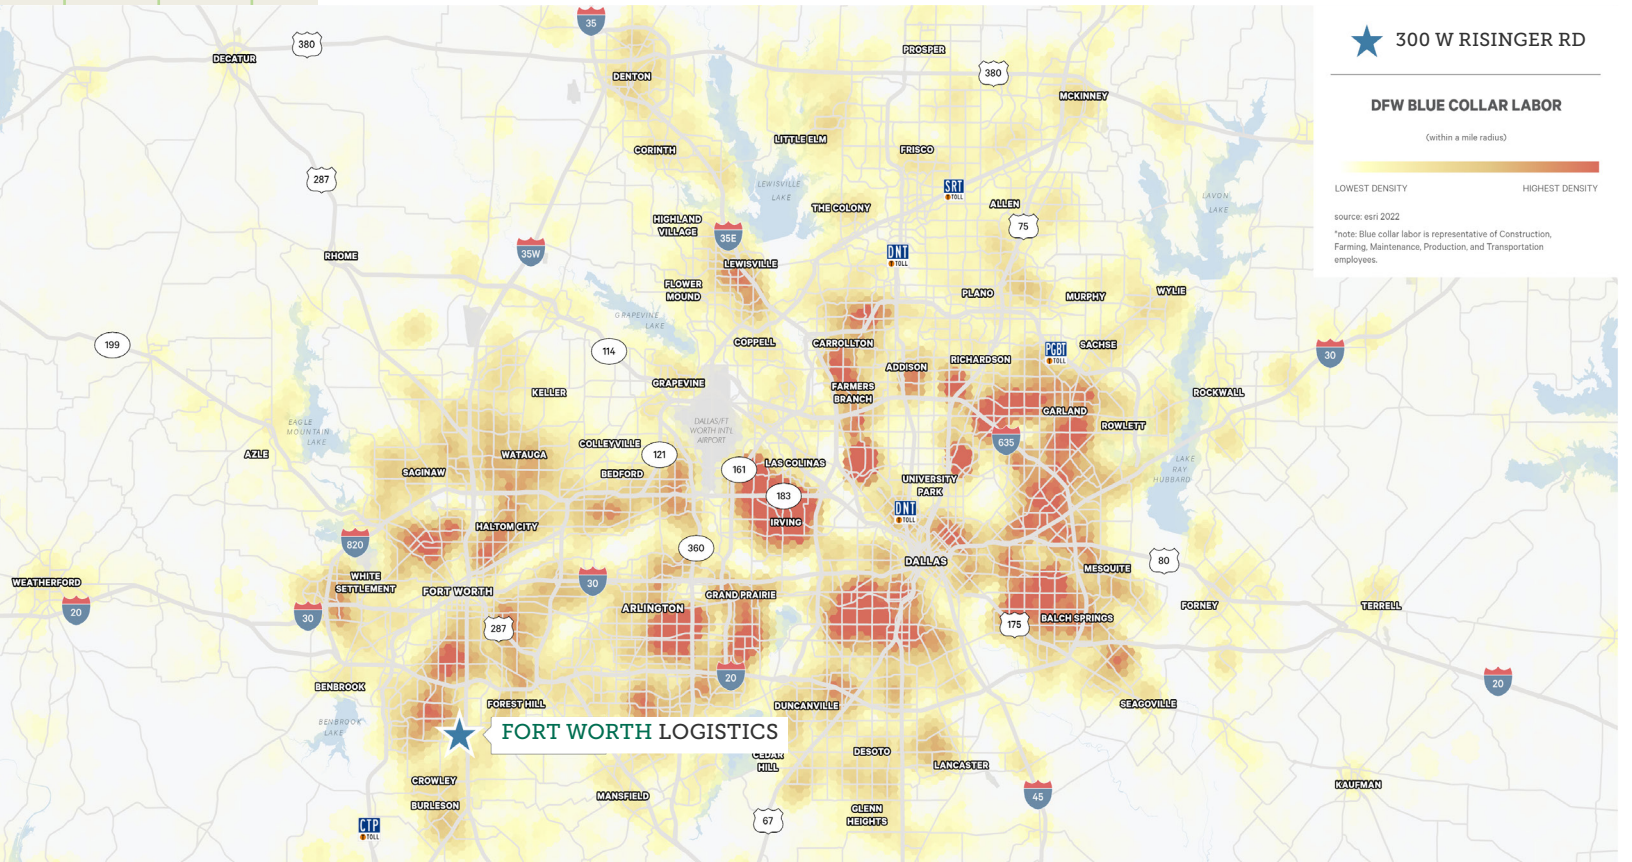 300 W RISINGER RD
DFW BLUE COLLAR LABOR
(within a mile radius)
LOWEST DENSITY
HIGHEST DENSITY
source: esri 2022
*note: Blue collar labor is representative of Construction,
Farming, Maintenance, Production, and Transportation
employees.
35
380
DECATUR
PROSPER
DENTON
380
MCKINNEY
LITTLE ELM
CORINTH
FRISCO
287
SRT
TOLL
LEWISVILLE
LAKE
LAVON
LAKE
THE COLONY
ALLEN
HIGHLAND
VILLAGE
75
35E
35W
DNT
TOLL
RHOME
LEWISVILLE
FLOWER
MOUND
PLANO
MURPHY
WYLIE
GRAPEVINE
LAKE
199
114
COPPELL
CARROLLTON
PGBT
TOLL
SACHSE
30
ADDISON
RICHARDSON
GRAPEVINE
KELLER
FARMERS
BRANCH
ROCKWALL
GARLAND
EAGLE
MOUNTAIN
LAKE
DALLAS/FT
WORTH INT'L
AIRPORT
ROWLETT
COLLEYVILLE
635
AZLE
WATAUGA
121
SAGINAW
BEDFORD
161
LAS COLINAS
LAKE
RAY
HUBBARD
UNIVERSITY
PARK
183
DNT
TOLL
HALTOM CITY
IRVING
820
360
DALLAS
80
MESQUITE
WEATHERFORD
WHITE
SETTLEMENT
FORT WORTH
30
GRAND PRAIRIE
20
30
ARLINGTON
FORNEY
TERRELL
287
175
BALCH SPRINGS
20
20
BENBROOK
FOREST HILL
DUNCANVILLE
SEAGOVILLE
BENBROOK
LAKE
FORT WORTH LOGISTICS
CEDAR
HILL
DESOTO
LANCASTER
CROWLEY
KAUFMAN
BURLESON
MANSFIELD
45
GLENN
HEIGHTS
67
CTP
TOLL